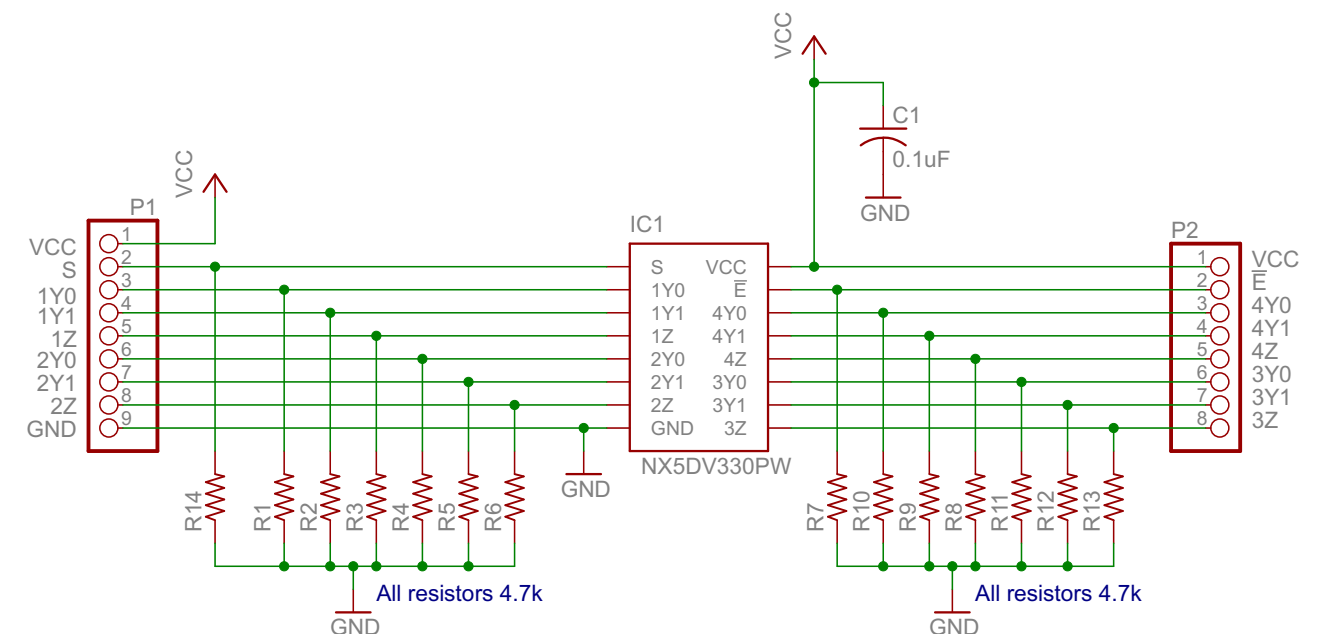 VCC
C1
0.1uF
GND
VCC
P1
IC1
P2
VCC
S
1Y0
1Y1
1Z
2Y0
2Y1
2Z
GND
1
2
3
4
5
6
7
8
9
S
1Y0
1Y1
1Z
2Y0
2Y1
2Z
GND
VCC
E̅
4Y0
4Y1
4Z
3Y0
3Y1
3Z
1
2
3
4
5
6
7
8
VCC
E̅
4Y0
4Y1
4Z
3Y0
3Y1
3Z
NX5DV330PW
GND
R14
R1
R2
R3
R4
R5
R6
R7
R10
R9
R8
R11
R12
R13
All resistors 4.7k
All resistors 4.7k
GND
GND